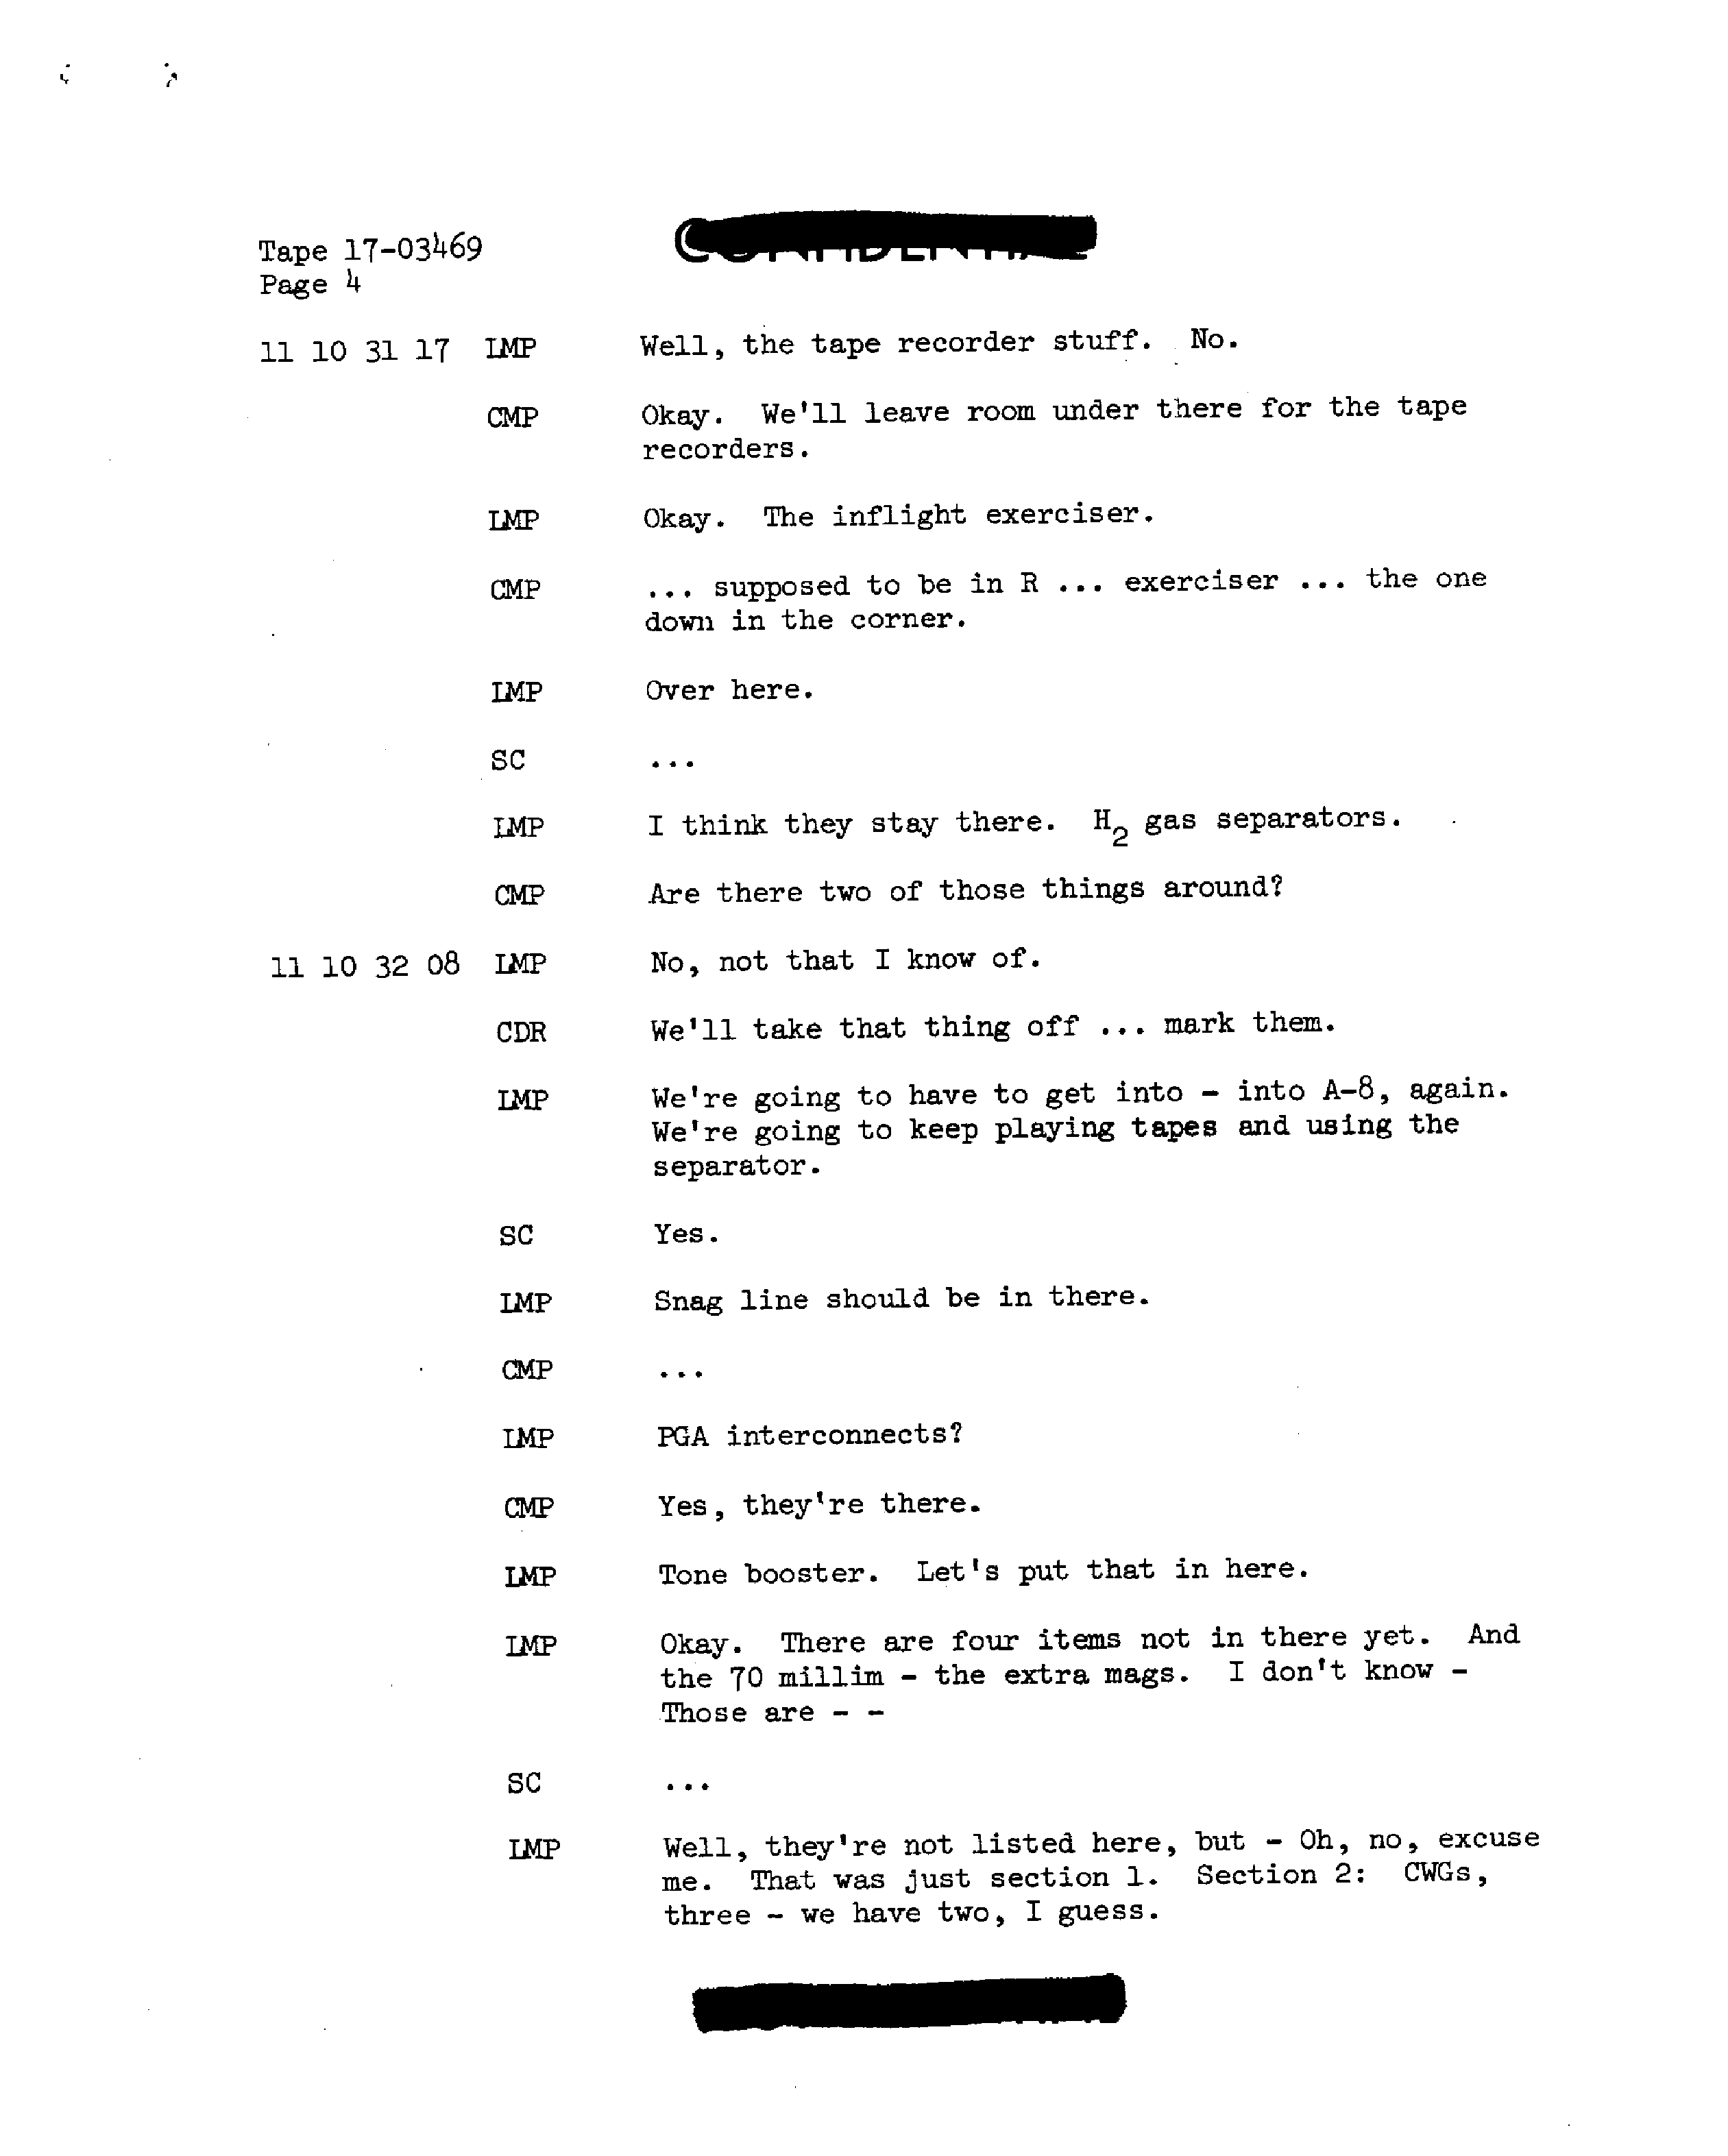 Tape 17-03469
Page 4
CONFIDENTIAL
11 10 31 17 LMP Well, the tape recorder stuff. No.
CMP Okay. We'll leave room under there for the tape
recorders.
LMP Okay. The inflight exerciser.
CMP ... supposed to be in R ... exerciser ... the one
down in the corner.
LMP Over here.
SC ...
LMP I think they stay there. H2 gas separators.
CMP Are there two of those things around?
11 10 32 08 LMP No, not that I know of.
CDR We'll take that thing off ... mark them.
LMP We're going to have to get into - into A-8, again.
We're going to keep playing tapes and using the
separator.
SC Yes.
LMP Snag line should be in there.
CMP ...
LMP PGA interconnects?
CMP Yes, they're there.
LMP Tone booster. Let's put that in here.
LMP Okay. There are four items not in there yet. And
the 70 millim - the extra mags. I don't know -
Those are - -
SC ...
LMP Well, they're not listed here, but - Oh, no, excuse
me. That was just section 1. Section 2: CWGs,
three - we have two, I guess.